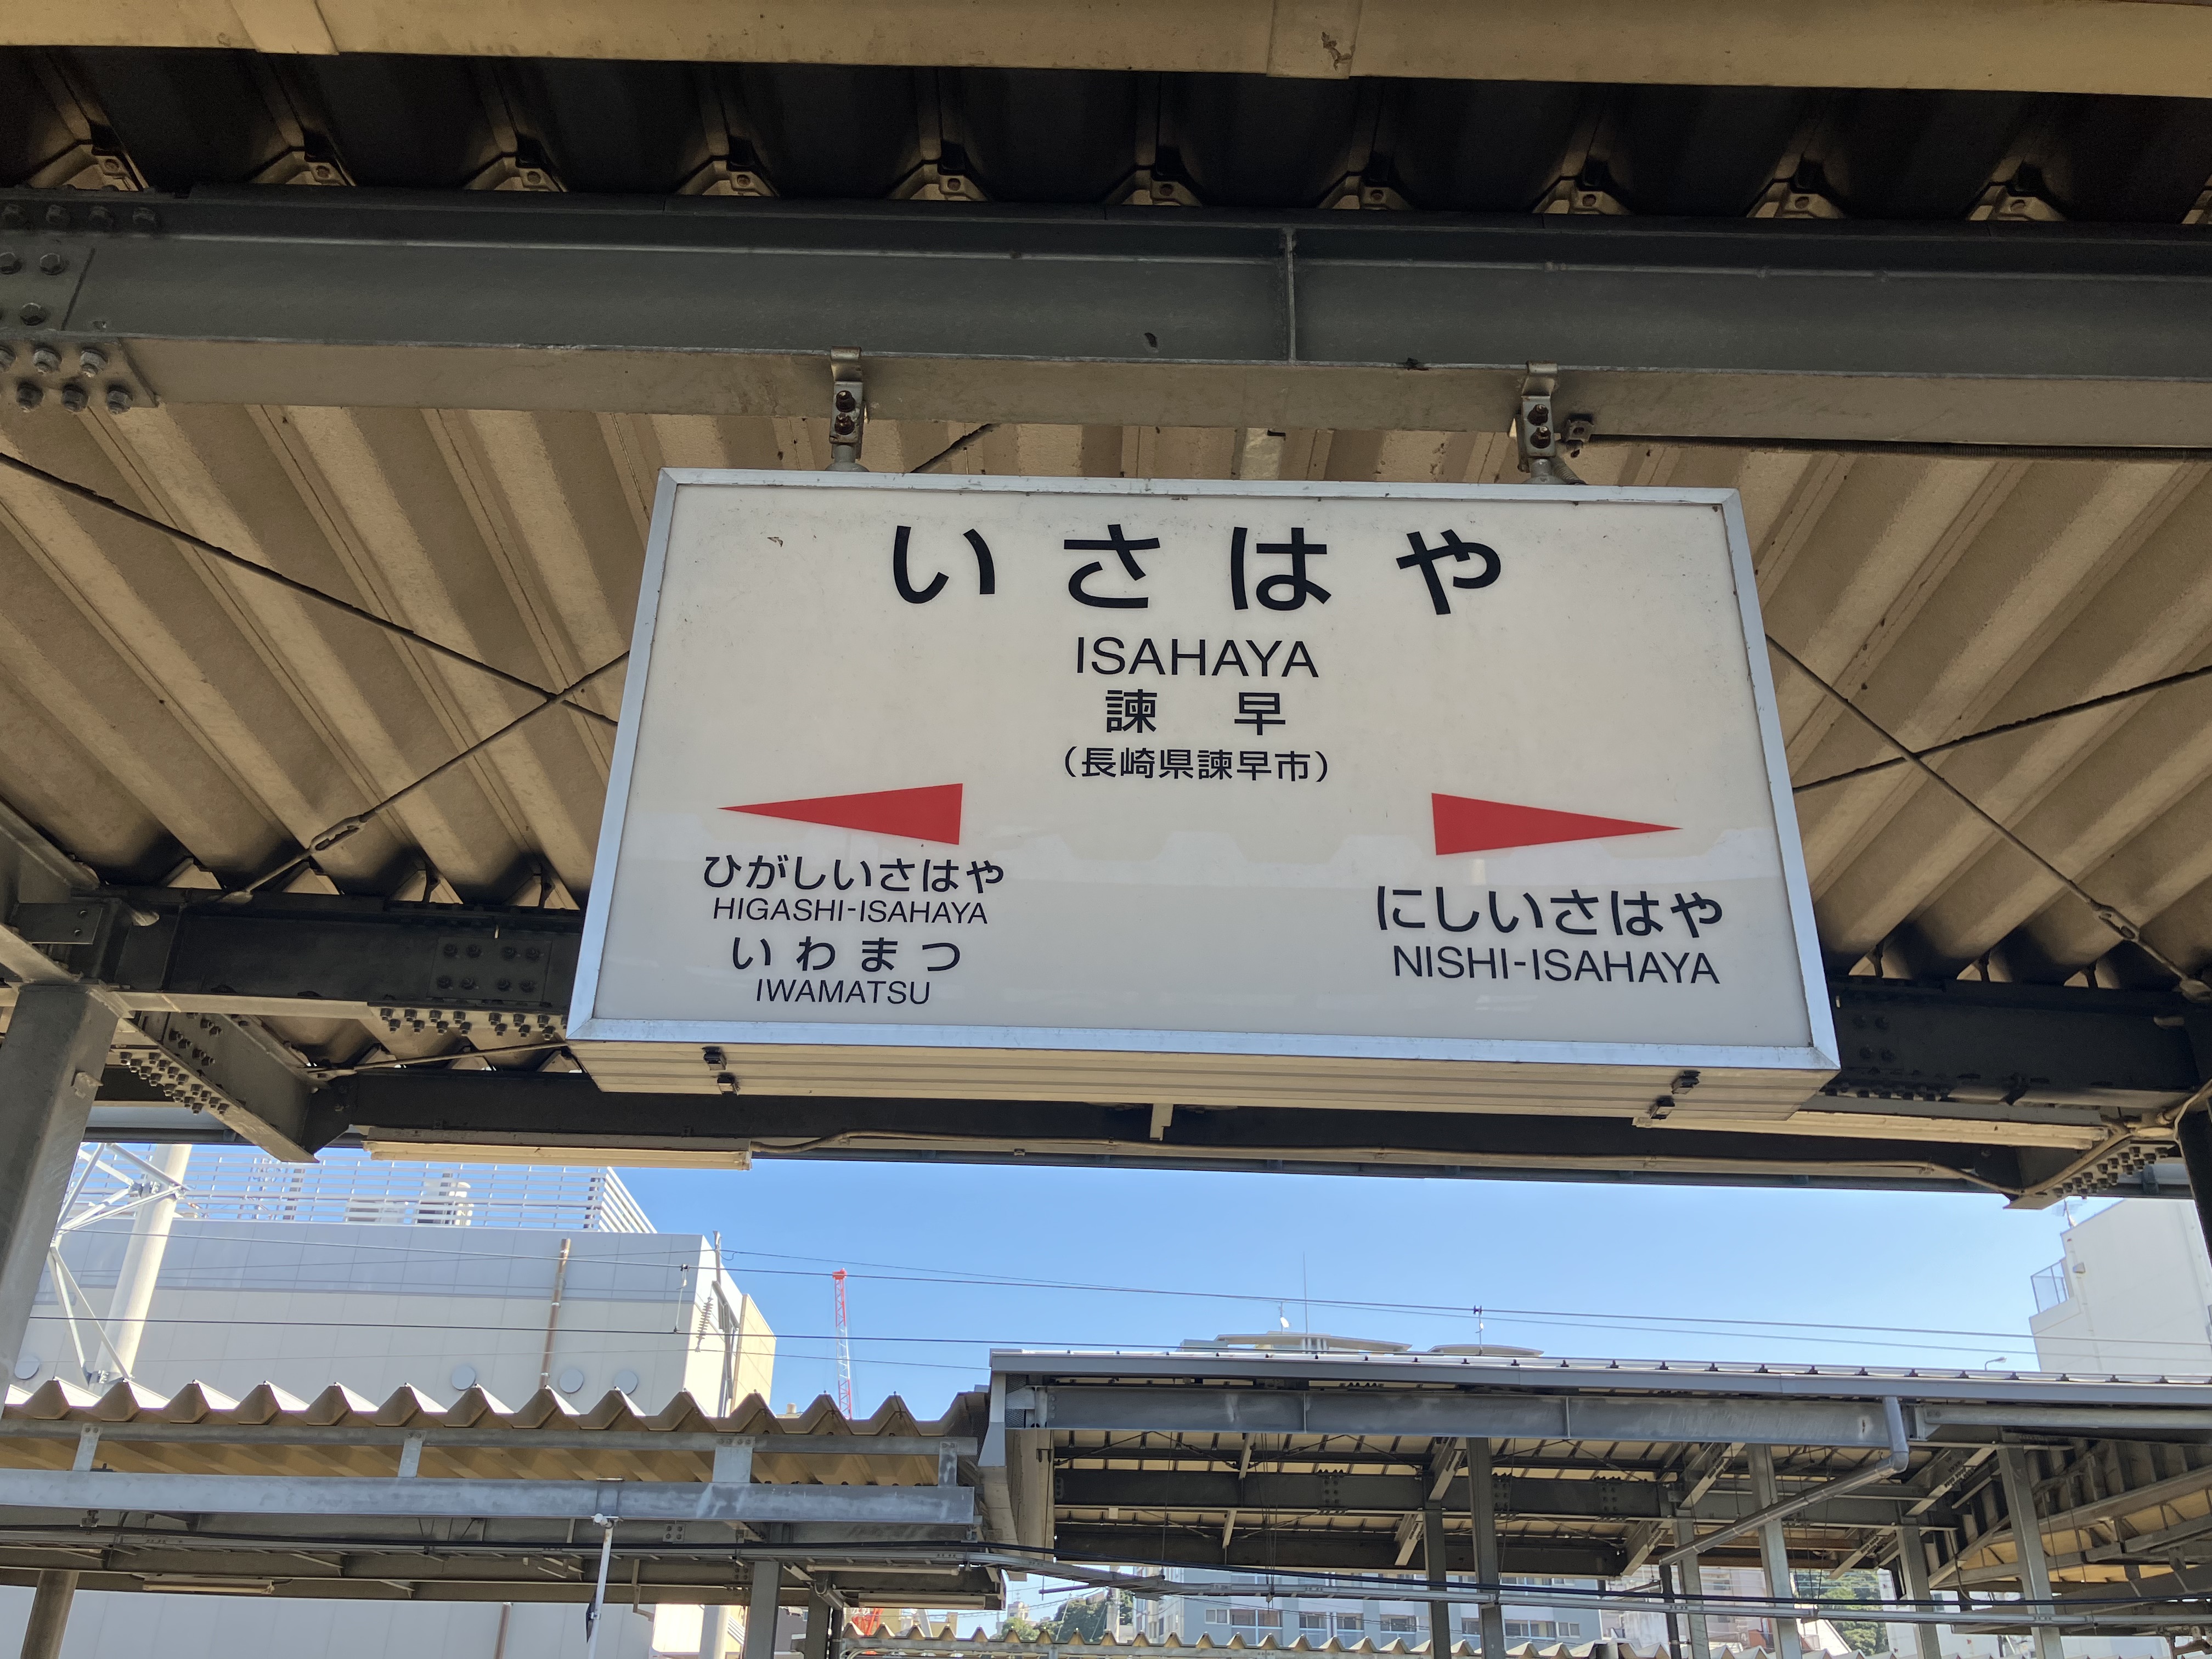 いさはや
ISAHAYA
諫早
（長崎県諫早市）
ひがしいさはや
HIGASHI-ISAHAYA
いわまつ
IWAMATSU
にしいさはや
NISHI-ISAHAYA